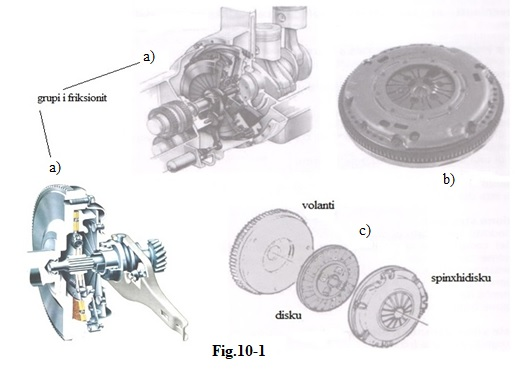 a)
grupi i friksionit
a)
b)
volanti
c)
spinxhidisku
disku
Fig.10-1